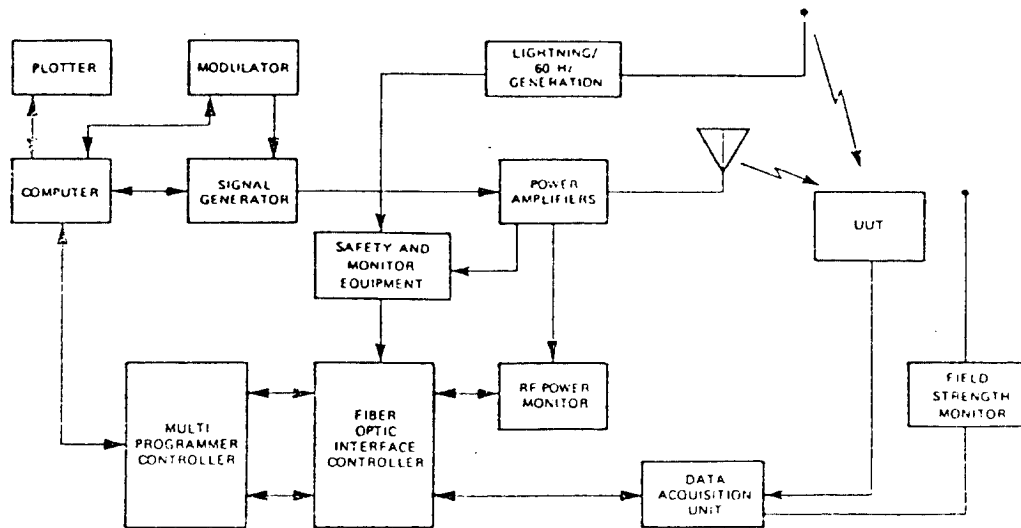 PLOTTER
MODULATOR
LIGHTNING/
60 Hz
GENERATION
COMPUTER
SIGNAL
GENERATOR
POWER
AMPLIFIERS
UUT
SAFETY AND
MONITOR
EQUIPMENT
MULTI
PROGRAMMER
CONTROLLER
FIBER
OPTIC
INTERFACE
CONTROLLER
RF POWER
MONITOR
FIELD
STRENGTH
MONITOR
DATA
ACQUISITION
UNIT